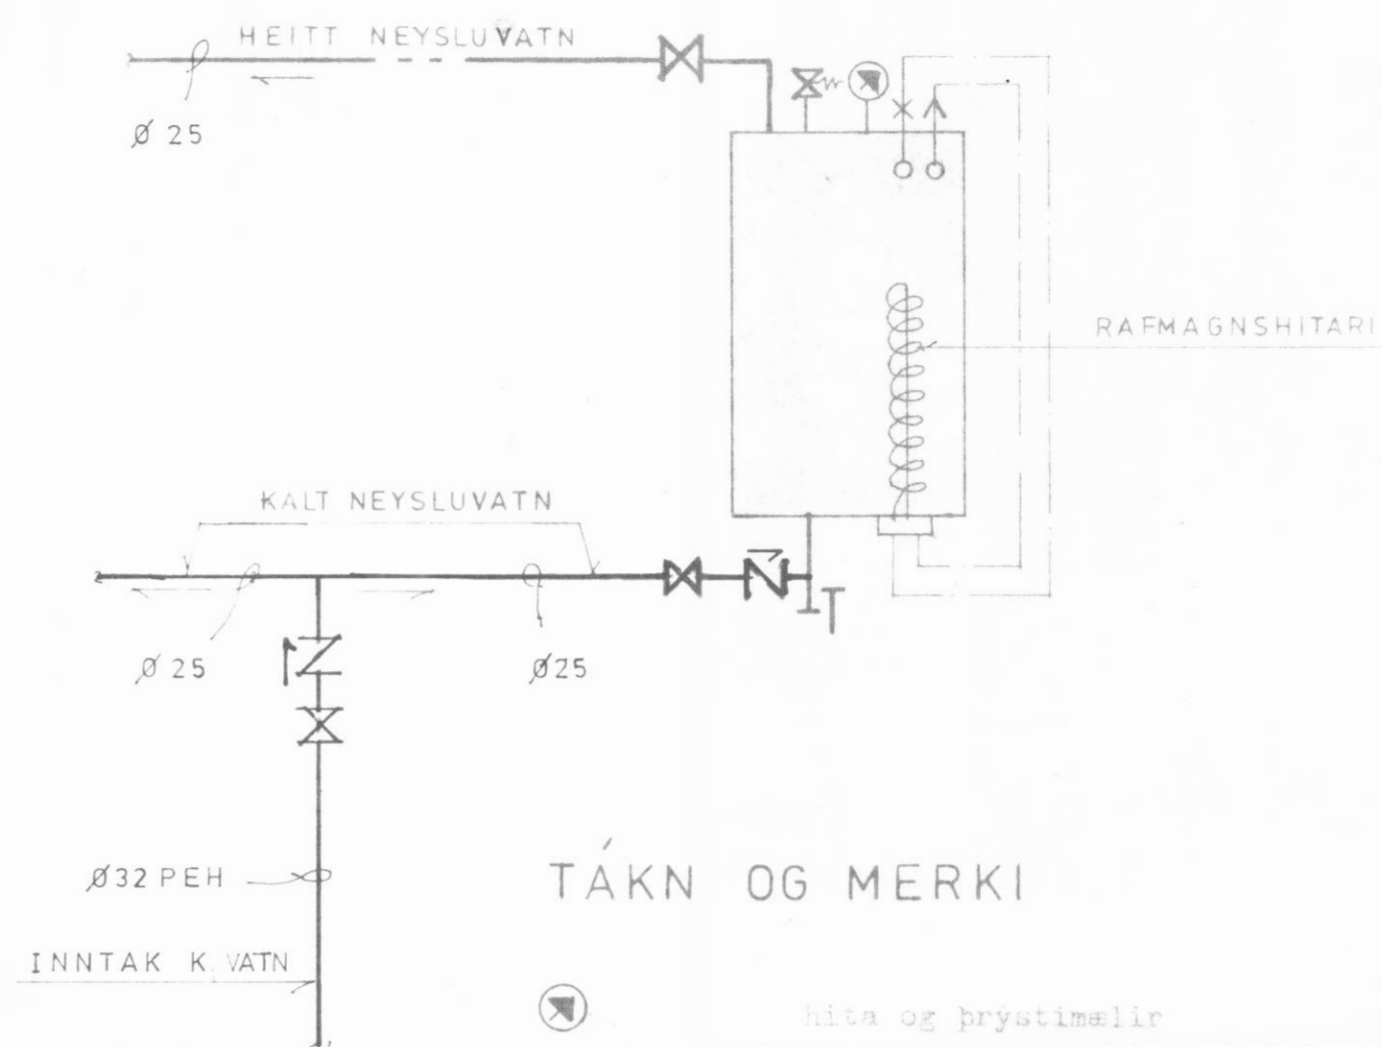 HEITT NEYSLUVATN
Ø 25
RAFMAGNSHITARI
KALT NEYSLUVATN
Ø 25
Ø25
Ø32 PEH
TÁKN OG MERKI
INNTAK K. VATN
hita og þrýstimælir